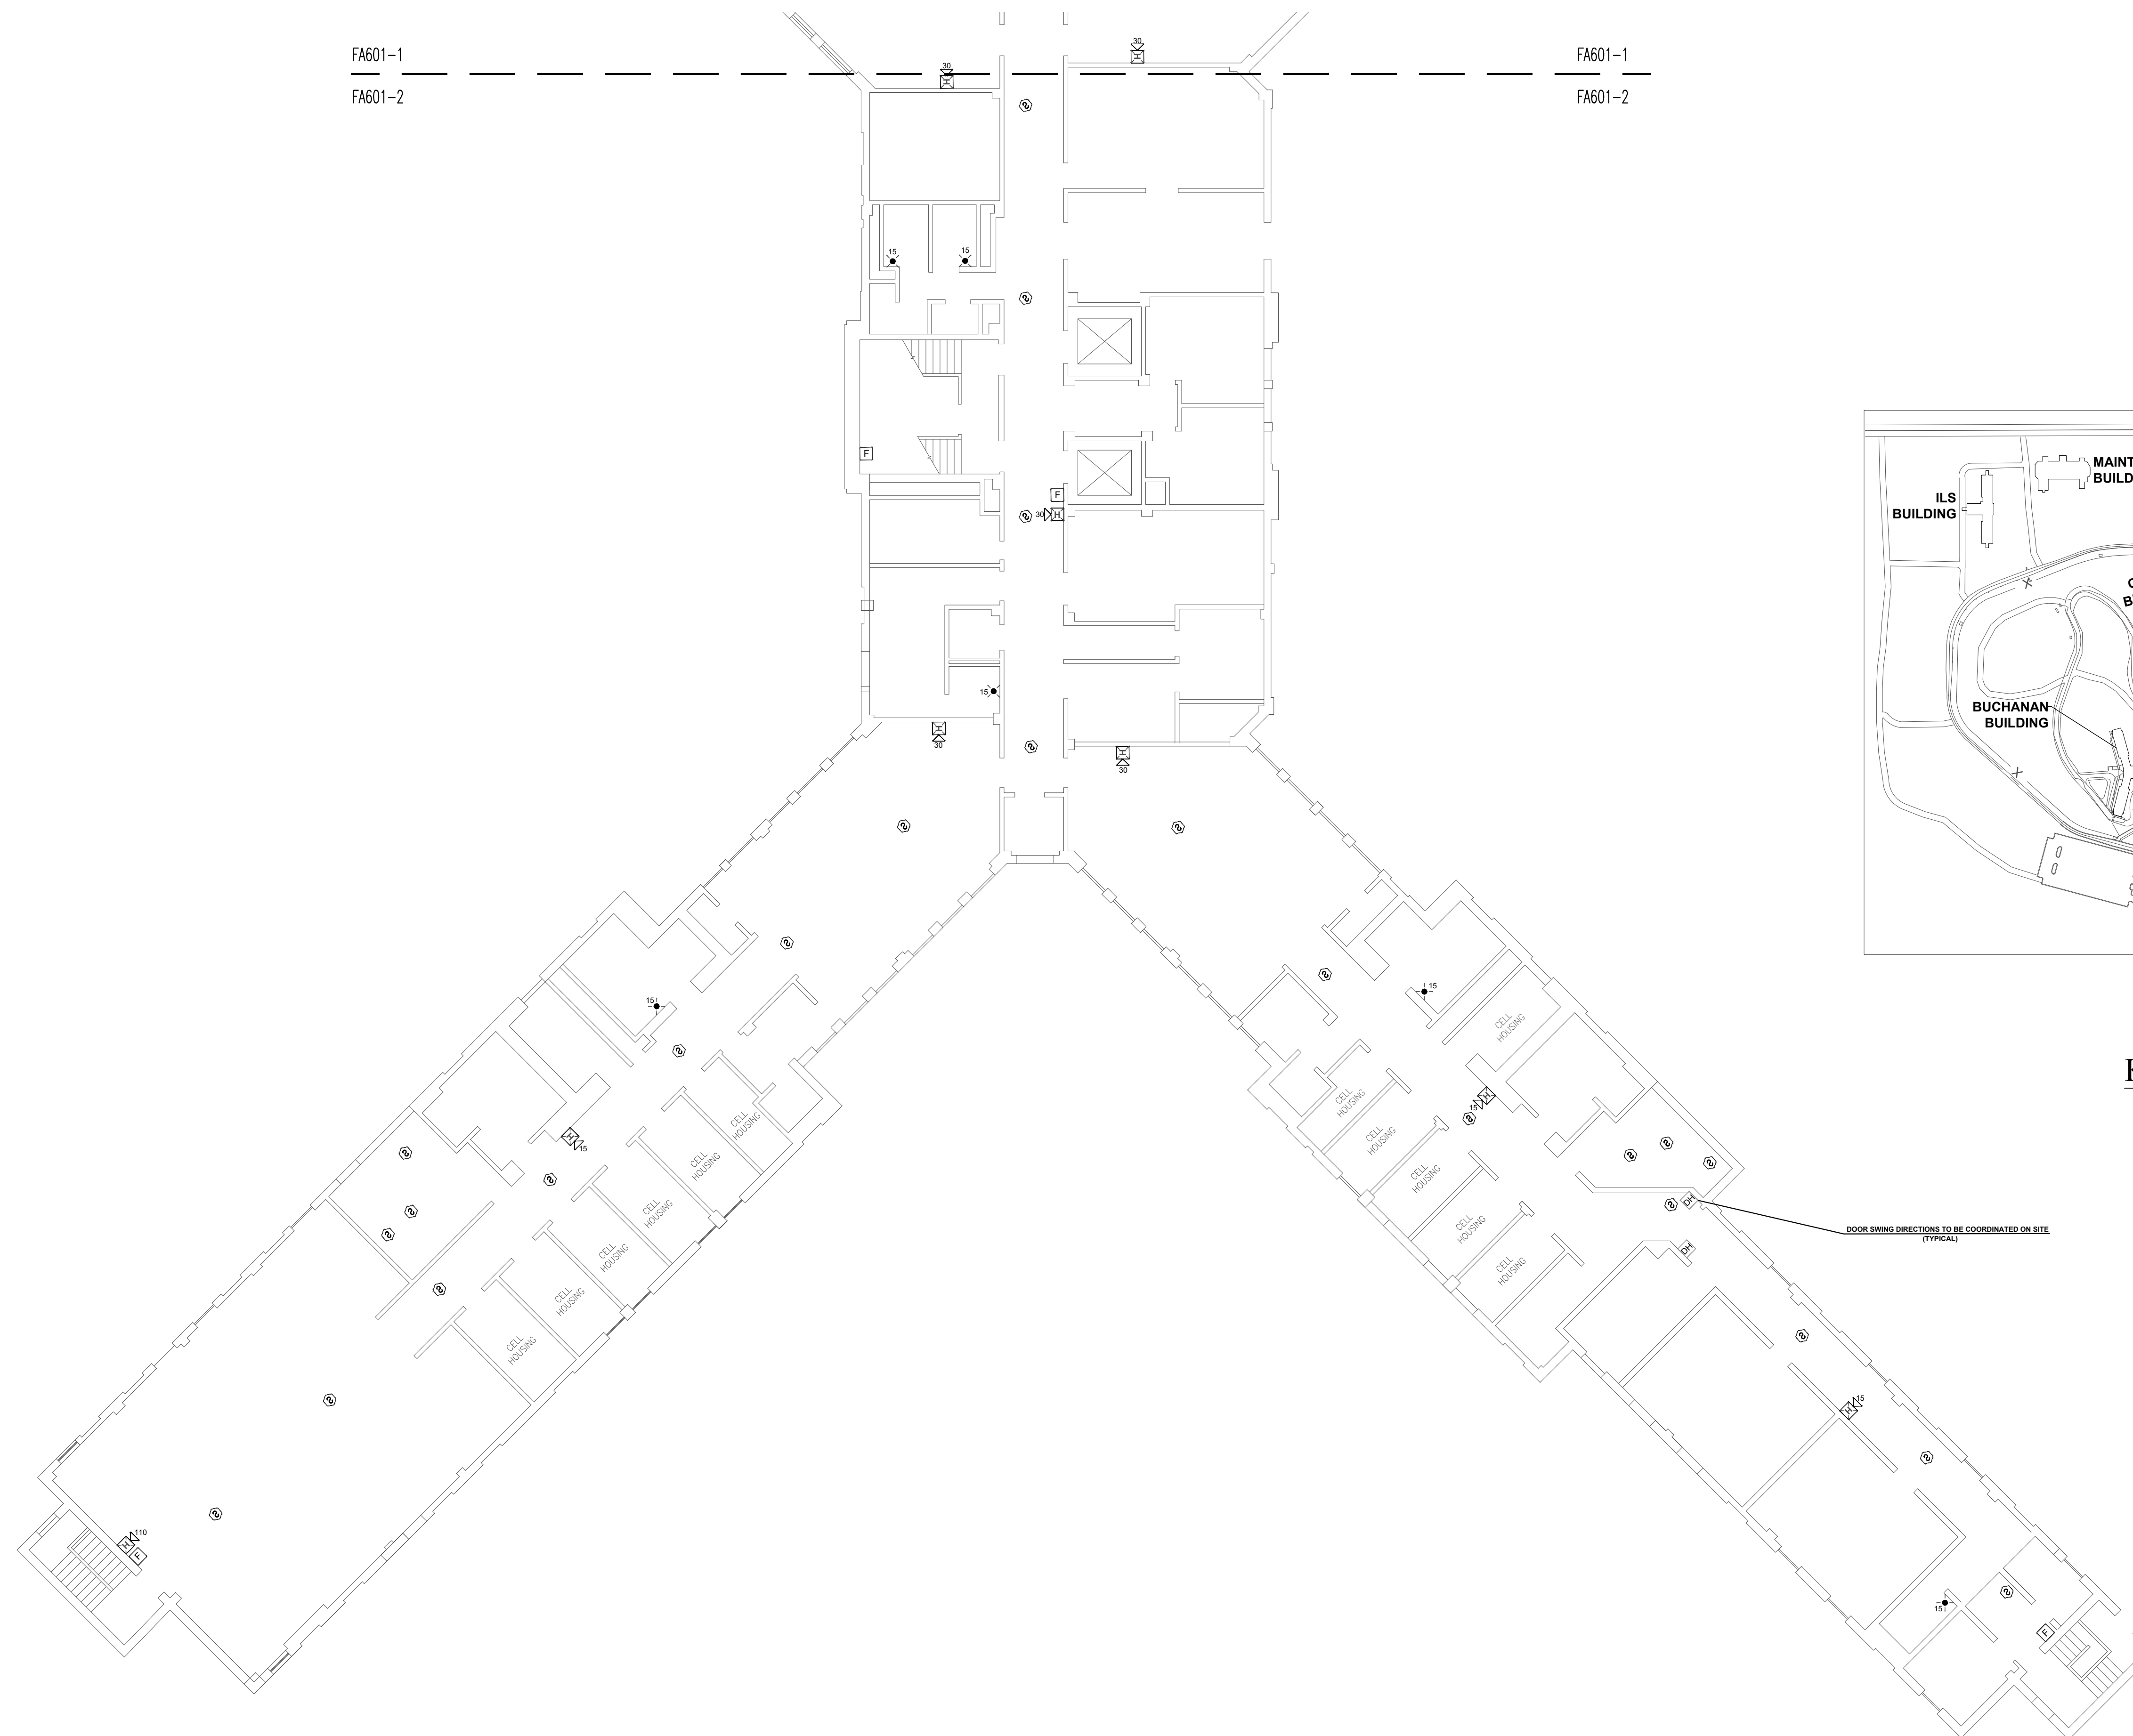 FA601-1
FA601-1
FA601-2
FA601-2
30
30
15
15
F
F
30 H
15
H
30
H
30
MAINT
BUILD
ILS
BUILDING
BUCHANAN
BUILDING
15
15
CELL
HOUSING
H
15
H
15
CELL
HOUSING
CELL
HOUSING
CELL
HOUSING
CELL
HOUSING
CELL
HOUSING
CELL
HOUSING
CELL
HOUSING
CELL
HOUSING
CELL
HOUSING
CELL
HOUSING
CELL
HOUSING
DH
DH
DOOR SWING DIRECTIONS TO BE COORDINATED ON SITE
(TYPICAL)
H
15
H
110
F
15
F